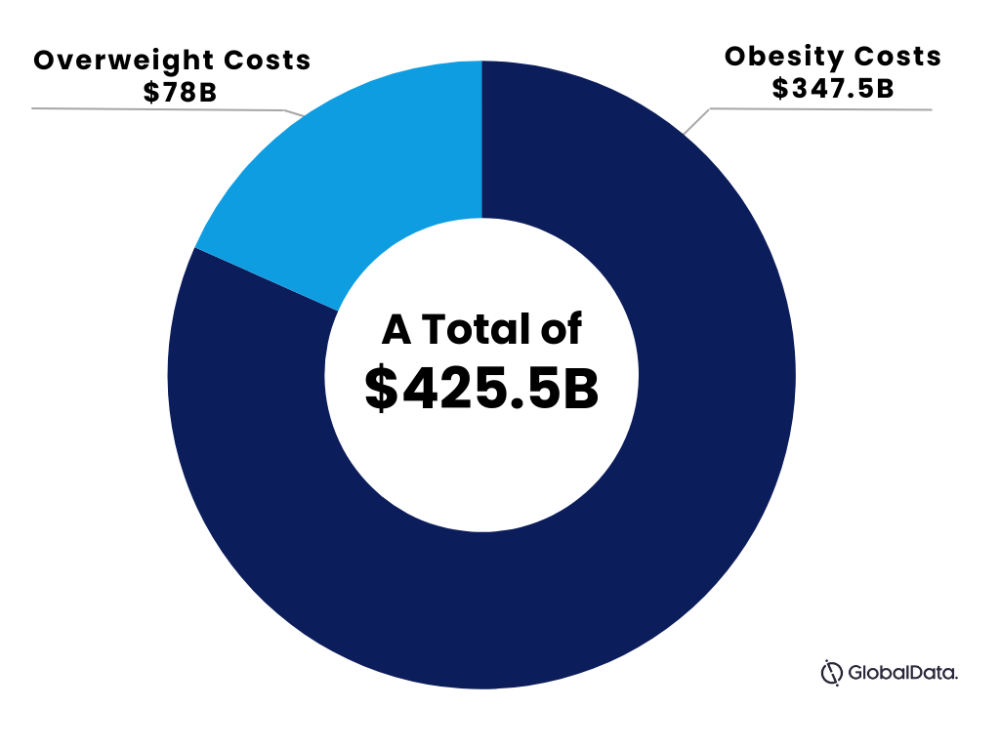 Overweight Costs
$78B
Obesity Costs
$347.5B
A Total of
$425.5B
GlobalData.